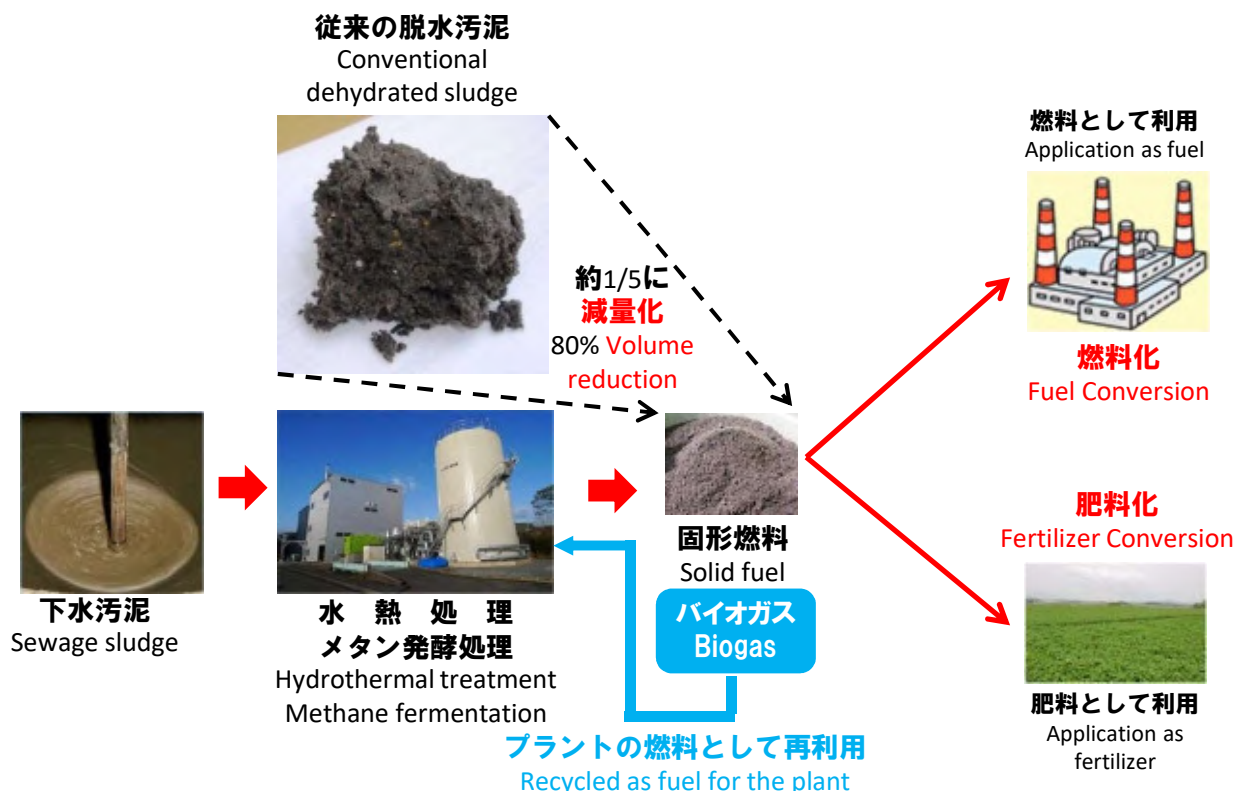 従来の脱水汚泥
Conventional
dehydrated sludge
約1/5に
減量化
80% Volume
reduction
燃料として利用
Application as fuel
燃料化
Fuel Conversion
下水汚泥
Sewage sludge
水熱処理
メタン発酵処理
Hydrothermal treatment
Methane fermentation
固形燃料
Solid fuel
バイオガス
Biogas
プラントの燃料として再利用
Recycled as fuel for the plant
肥料化
Fertilizer Conversion
肥料として利用
Application as
fertilizer